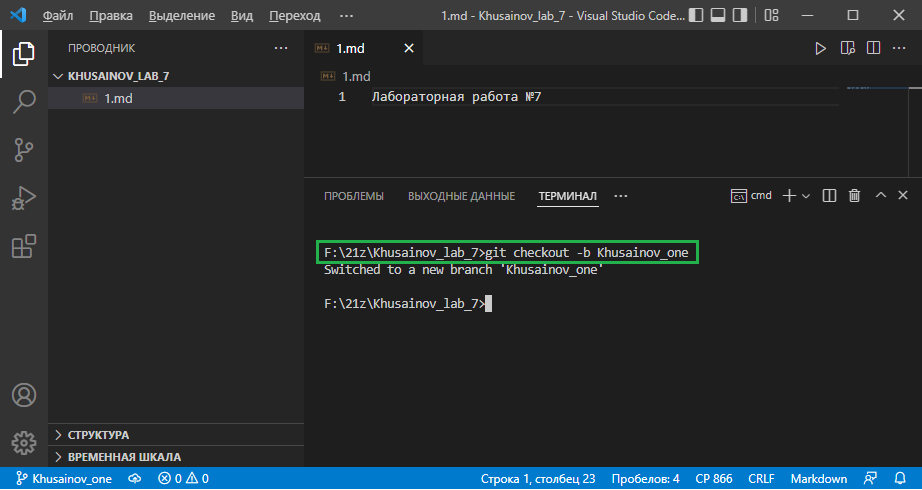 Файл Правка Выделение Вид Переход ··· 1.md - Khusainov_lab_7 - Visual Studio Code...
ПРОВОДНИК ···
KHUSAINOV_LAB_7
1.md
1.md
1.md
1 Лабораторная работа №7
ПРОБЛЕМЫ ВЫХОДНЫЕ ДАННЫЕ ТЕРМИНАЛ ··· cmd
F:\21z\Khusainov_lab_7>git checkout -b Khusainov_one
Switched to a new branch 'Khusainov_one'
F:\21z\Khusainov_lab_7>
СТРУКТУРА
ВРЕМЕННАЯ ШКАЛА
Khusainov_one 0 0 Строка 1, столбец 23 Пробелов: 4 CP 866 CRLF Markdown